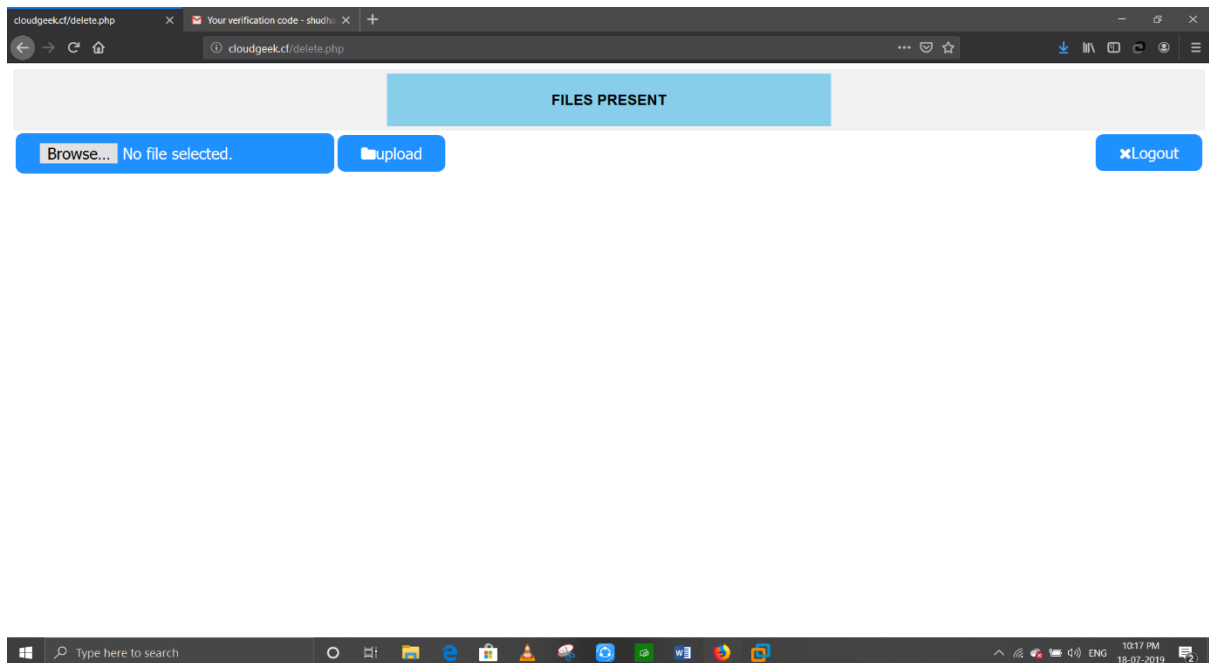 cloudgeek.cf/delete.php
Your verification code - shudha
cloudgeek.cf/delete.php
FILES PRESENT
Browse... No file selected.
upload
Logout
Type here to search
ENG
10:17 PM
18-07-2019
2